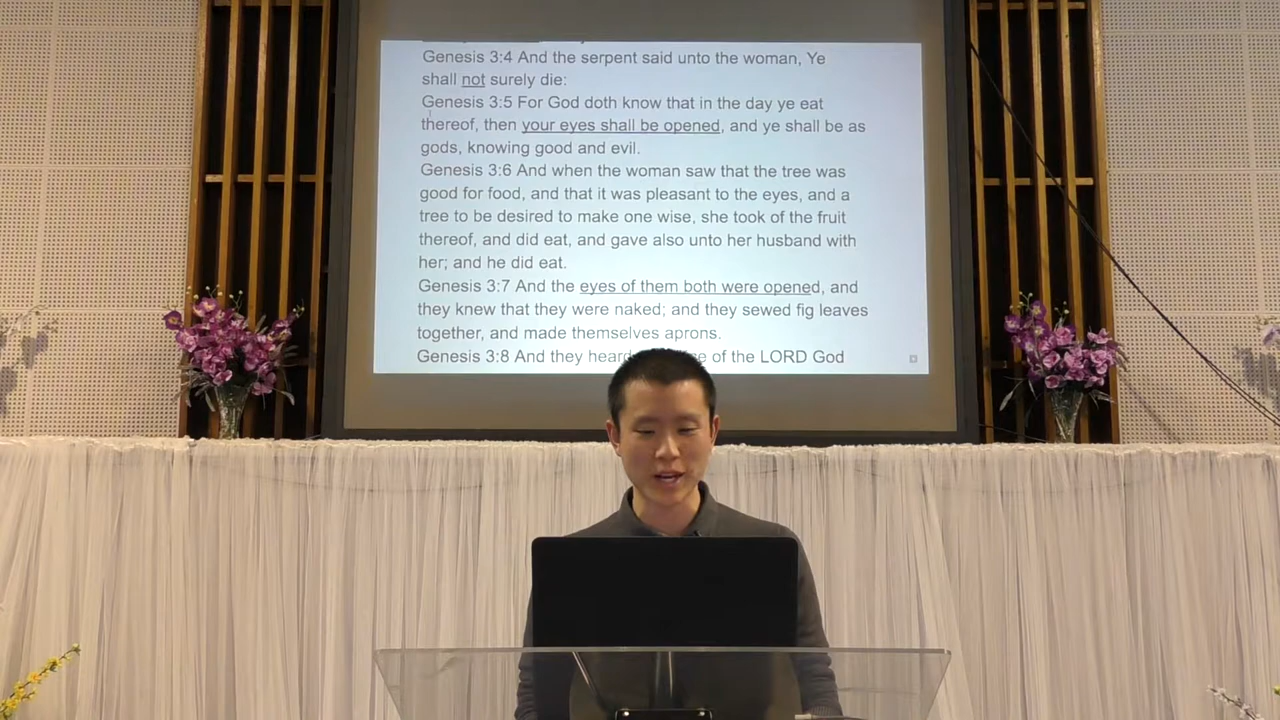 Genesis 3:4 And the serpent said unto the woman, Ye
shall not surely die:
Genesis 3:5 For God doth know that in the day ye eat
thereof, then your eyes shall be opened, and ye shall be as
gods, knowing good and evil.
Genesis 3:6 And when the woman saw that the tree was
good for food, and that it was pleasant to the eyes, and a
tree to be desired to make one wise, she took of the fruit
thereof, and did eat, and gave also unto her husband with
her; and he did eat.
Genesis 3:7 And the eyes of them both were opened, and
they knew that they were naked; and they sewed fig leaves
together, and made themselves aprons.
Genesis 3:8 And they heard of the LORD God